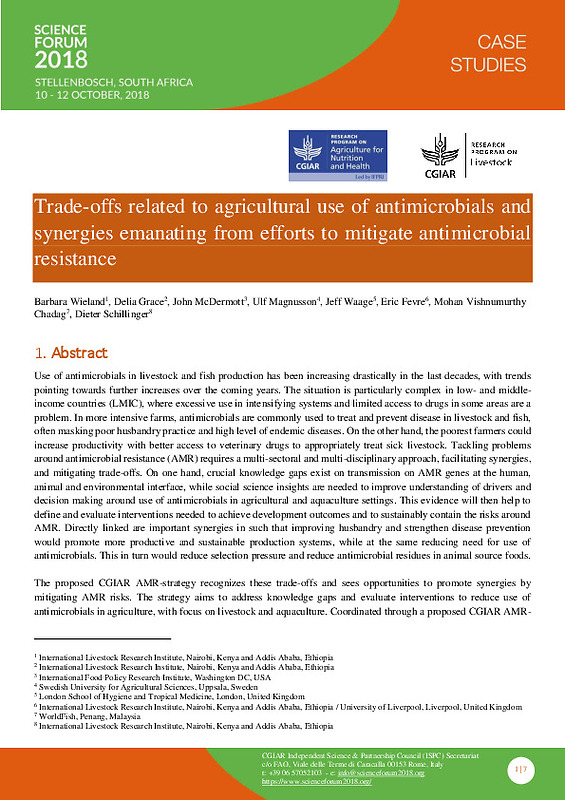 SCIENCE
FORUM
2018
STELLENBOSCH, SOUTH AFRICA
10 - 12 OCTOBER, 2018
CASE
STUDIES
CGIAR
RESEARCH
PROGRAM ON
Agriculture for
Nutrition
and Health
Led by IFPRI
CGIAR
RESEARCH
PROGRAM ON
Livestock
Trade-offs related to agricultural use of antimicrobials and
synergies emanating from efforts to mitigate antimicrobial
resistance
Barbara Wieland1, Delia Grace2, John McDermott3, Ulf Magnusson4, Jeff Waage5, Eric Fevre6, Mohan Vishnumurthy
Chadag7, Dieter Schillinger8
1. Abstract
Use of antimicrobials in livestock and fish production has been increasing drastically in the last decades, with trends
pointing towards further increases over the coming years. The situation is particularly complex in low- and middle-
income countries (LMIC), where excessive use in intensifying systems and limited access to drugs in some areas are a
problem. In more intensive farms, antimicrobials are commonly used to treat and prevent disease in livestock and fish,
often masking poor husbandry practice and high level of endemic diseases. On the other hand, the poorest farmers could
increase productivity with better access to veterinary drugs to appropriately treat sick livestock. Tackling problems
around antimicrobial resistance (AMR) requires a multi-sectoral and multi-disciplinary approach, facilitating synergies,
and mitigating trade-offs. On one hand, crucial knowledge gaps exist on transmission on AMR genes at the human,
animal and environmental interface, while social science insights are needed to improve understanding of drivers and
decision making around use of antimicrobials in agricultural and aquaculture settings. This evidence will then help to
define and evaluate interventions needed to achieve development outcomes and to sustainably contain the risks around
AMR. Directly linked are important synergies in such that improving husbandry and strengthen disease prevention
would promote more productive and sustainable production systems, while at the same reducing need for use of
antimicrobials. This in turn would reduce selection pressure and reduce antimicrobial residues in animal source foods.
The proposed CGIAR AMR-strategy recognizes these trade-offs and sees opportunities to promote synergies by
mitigating AMR risks. The strategy aims to address knowledge gaps and evaluate interventions to reduce use of
antimicrobials in agriculture, with focus on livestock and aquaculture. Coordinated through a proposed CGIAR AMR-
1 International Livestock Research Institute, Nairobi, Kenya and Addis Ababa, Ethiopia
2 International Livestock Research Institute, Nairobi, Kenya and Addis Ababa, Ethiopia
3 International Food Policy Research Institute, Washington DC, USA
4 Swedish University for Agricultural Sciences, Uppsala, Sweden
5 London School of Hygiene and Tropical Medicine, London, United Kingdom
6 International Livestock Research Institute, Nairobi, Kenya and Addis Ababa, Ethiopia / University of Liverpool, Liverpool, United Kingdom
7 WorldFish, Penang, Malaysia
8 International Livestock Research Institute, Nairobi, Kenya and Addis Ababa, Ethiopia
CGIAR Independent Science & Partnership Council (ISPC) Secretariat
c/o FAO, Viale delle Terme di Caracalla 00153 Rome, Italy
t: +39 06 57052103 - e: info@scienceforum2018.org
https://www.scienceforum2018.org/
1|7